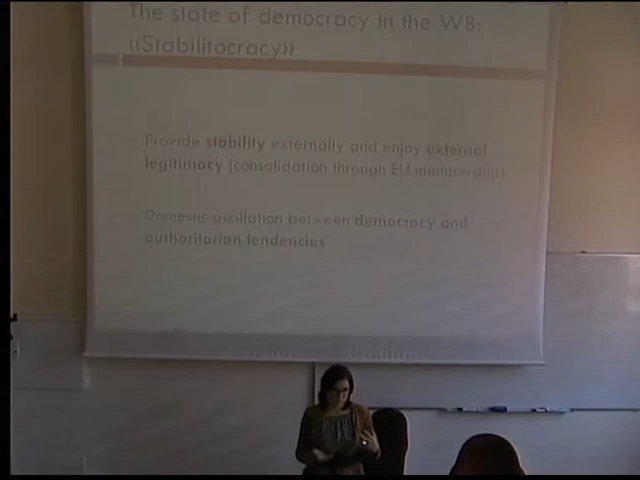 The state of democracy in the WB:
«Stabilitocracy»
Provide stability externally and enjoy external
legitimacy (consolidation through EU membership)
Domestic oscillation between democracy and
authoritarian tendencies